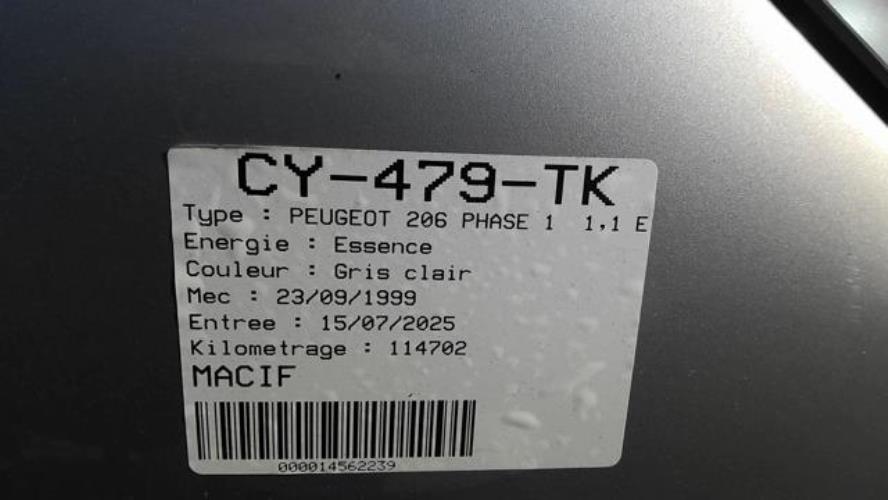 CY-479-TK
Type : PEUGEOT 206 PHASE 1 1,1 E
Energie : Essence
Couleur : Gris clair
Mec : 23/09/1999
Entree : 15/07/2025
Kilometrage : 114702
MACIF
000014562239